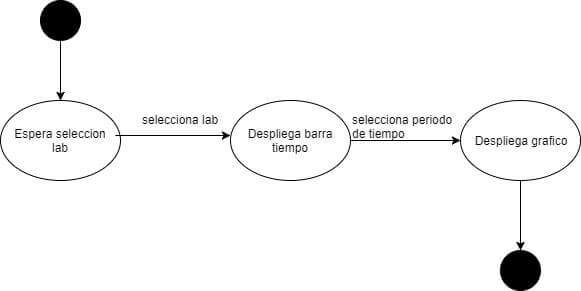 Espera seleccion
lab
selecciona lab
Despliega barra
tiempo
selecciona periodo
de tiempo
Despliega grafico